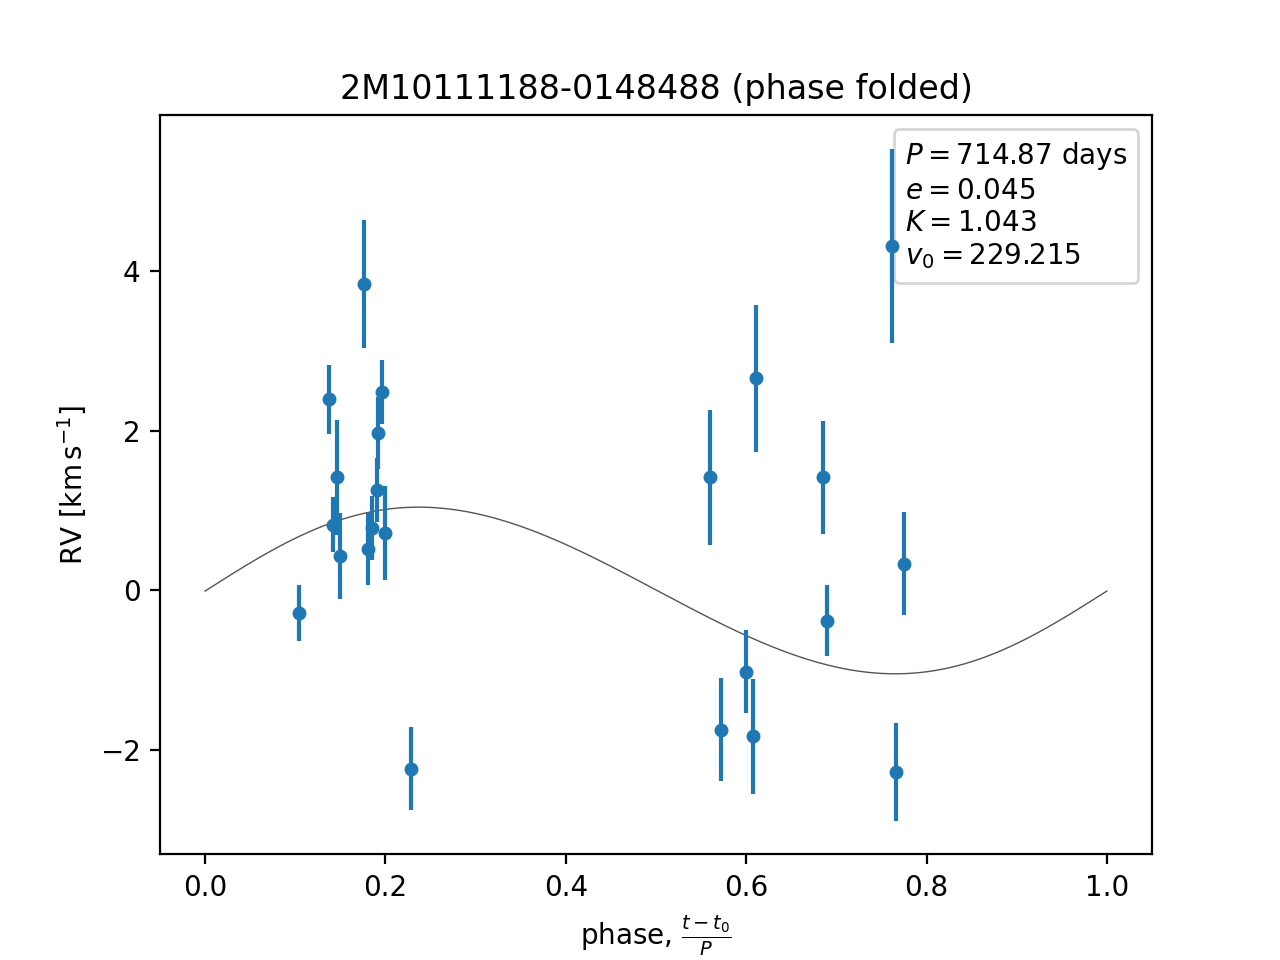 2M10111188-0148488 (phase folded)
P = 714.87 days
e = 0.045
K = 1.043
v₀ = 229.215
RV [km s⁻¹]
4
2
0
−2
0.0 0.2 0.4 0.6 0.8 1.0
phase, (t − t₀)/P